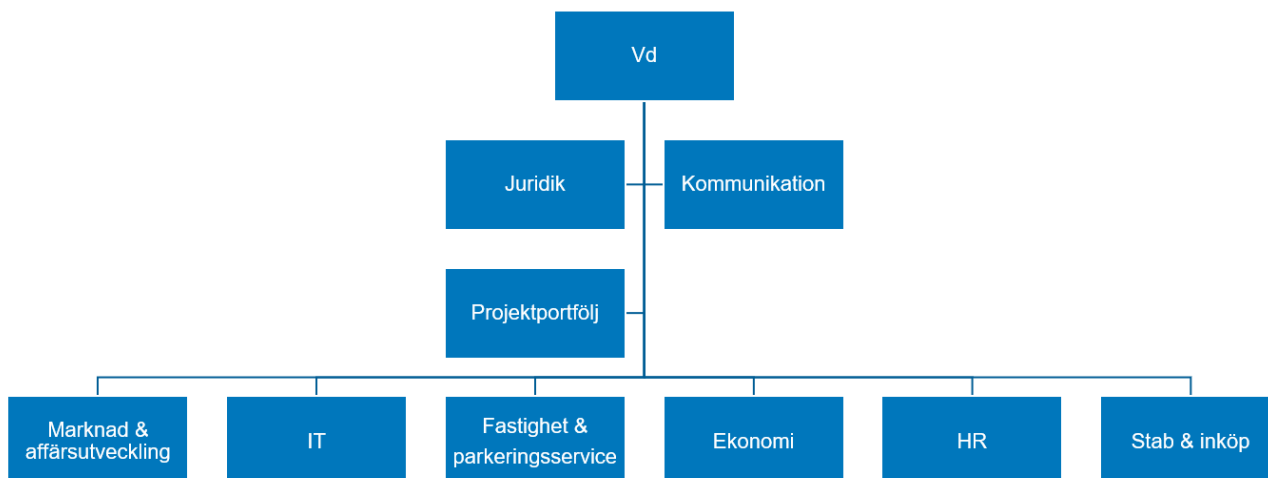 Vd
Juridik
Kommunikation
Projektportfölj
Marknad &
affärsutveckling
IT
Fastighet &
parkeringsservice
Ekonomi
HR
Stab & inköp